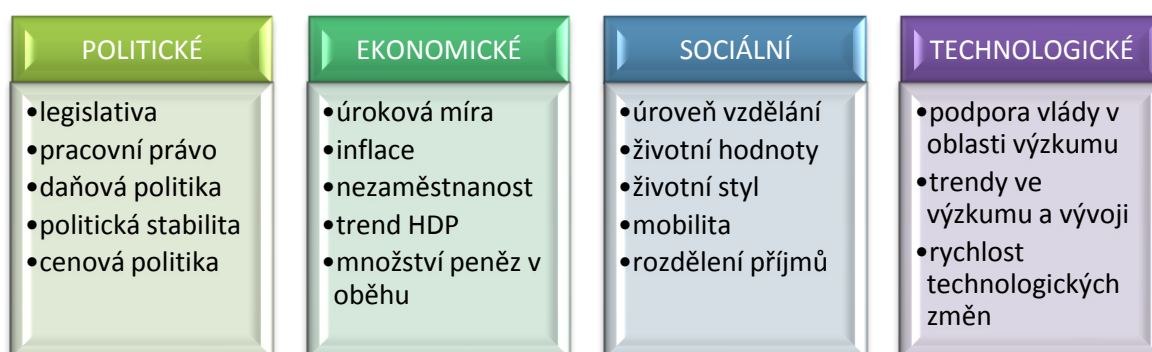 POLITICKÉ
•legislativa
•pracovní právo
•daňová politika
•politická stabilita
•cenová politika
EKONOMICKÉ
•úroková míra
•inflace
•nezaměstnanost
•trend HDP
•množství peněz v
oběhu
SOCIÁLNÍ
•úroveň vzdělání
•životní hodnoty
•životní styl
•mobilita
•rozdělení příjmů
TECHNOLOGICKÉ
•podpora vlády v
oblasti výzkumu
•trendy ve
výzkumu a vývoji
•rychlost
technologických
změn